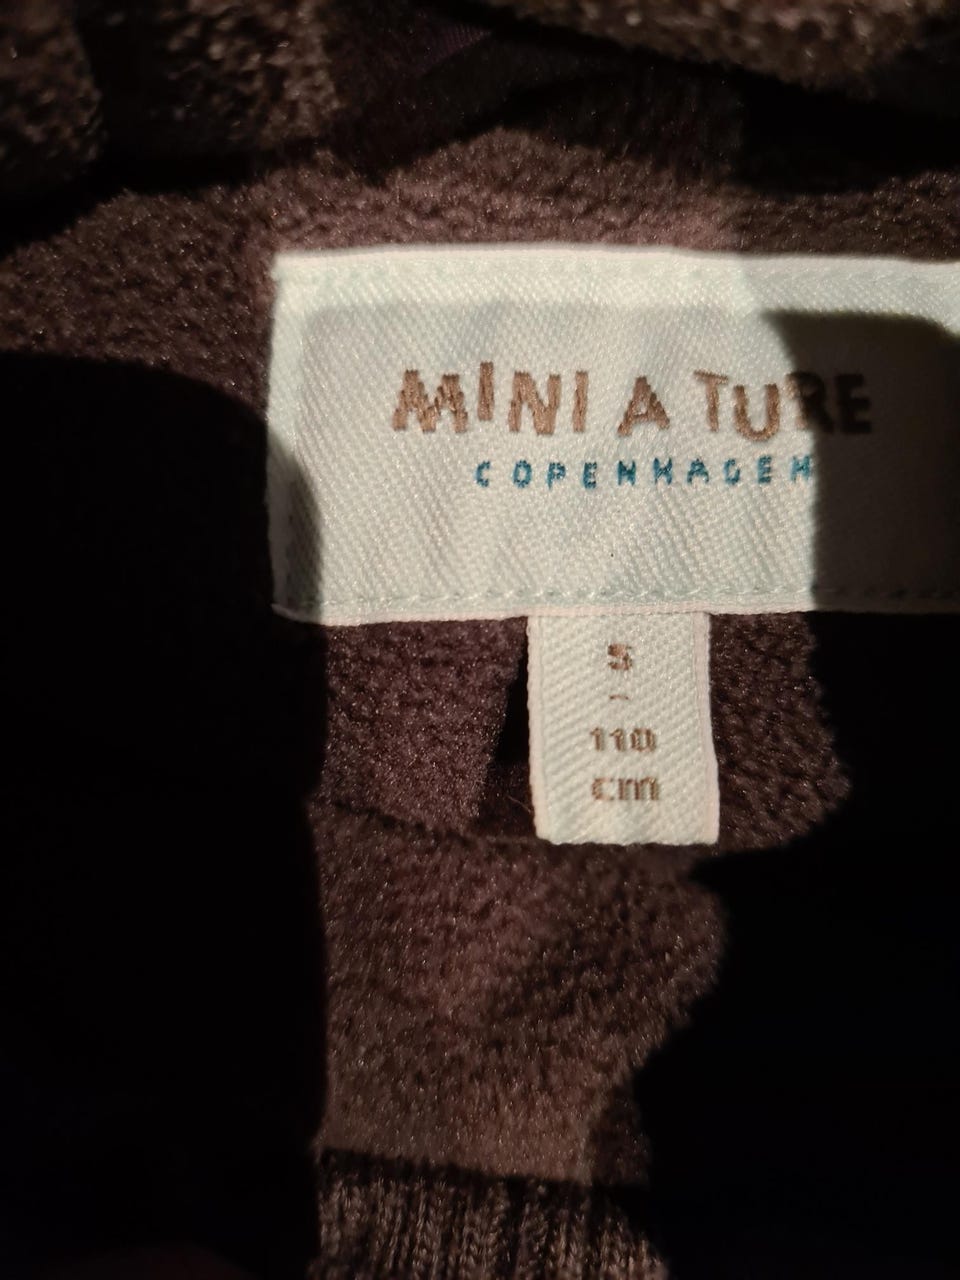 MINI A TURE
COPENHAGEN
5
-
110
cm